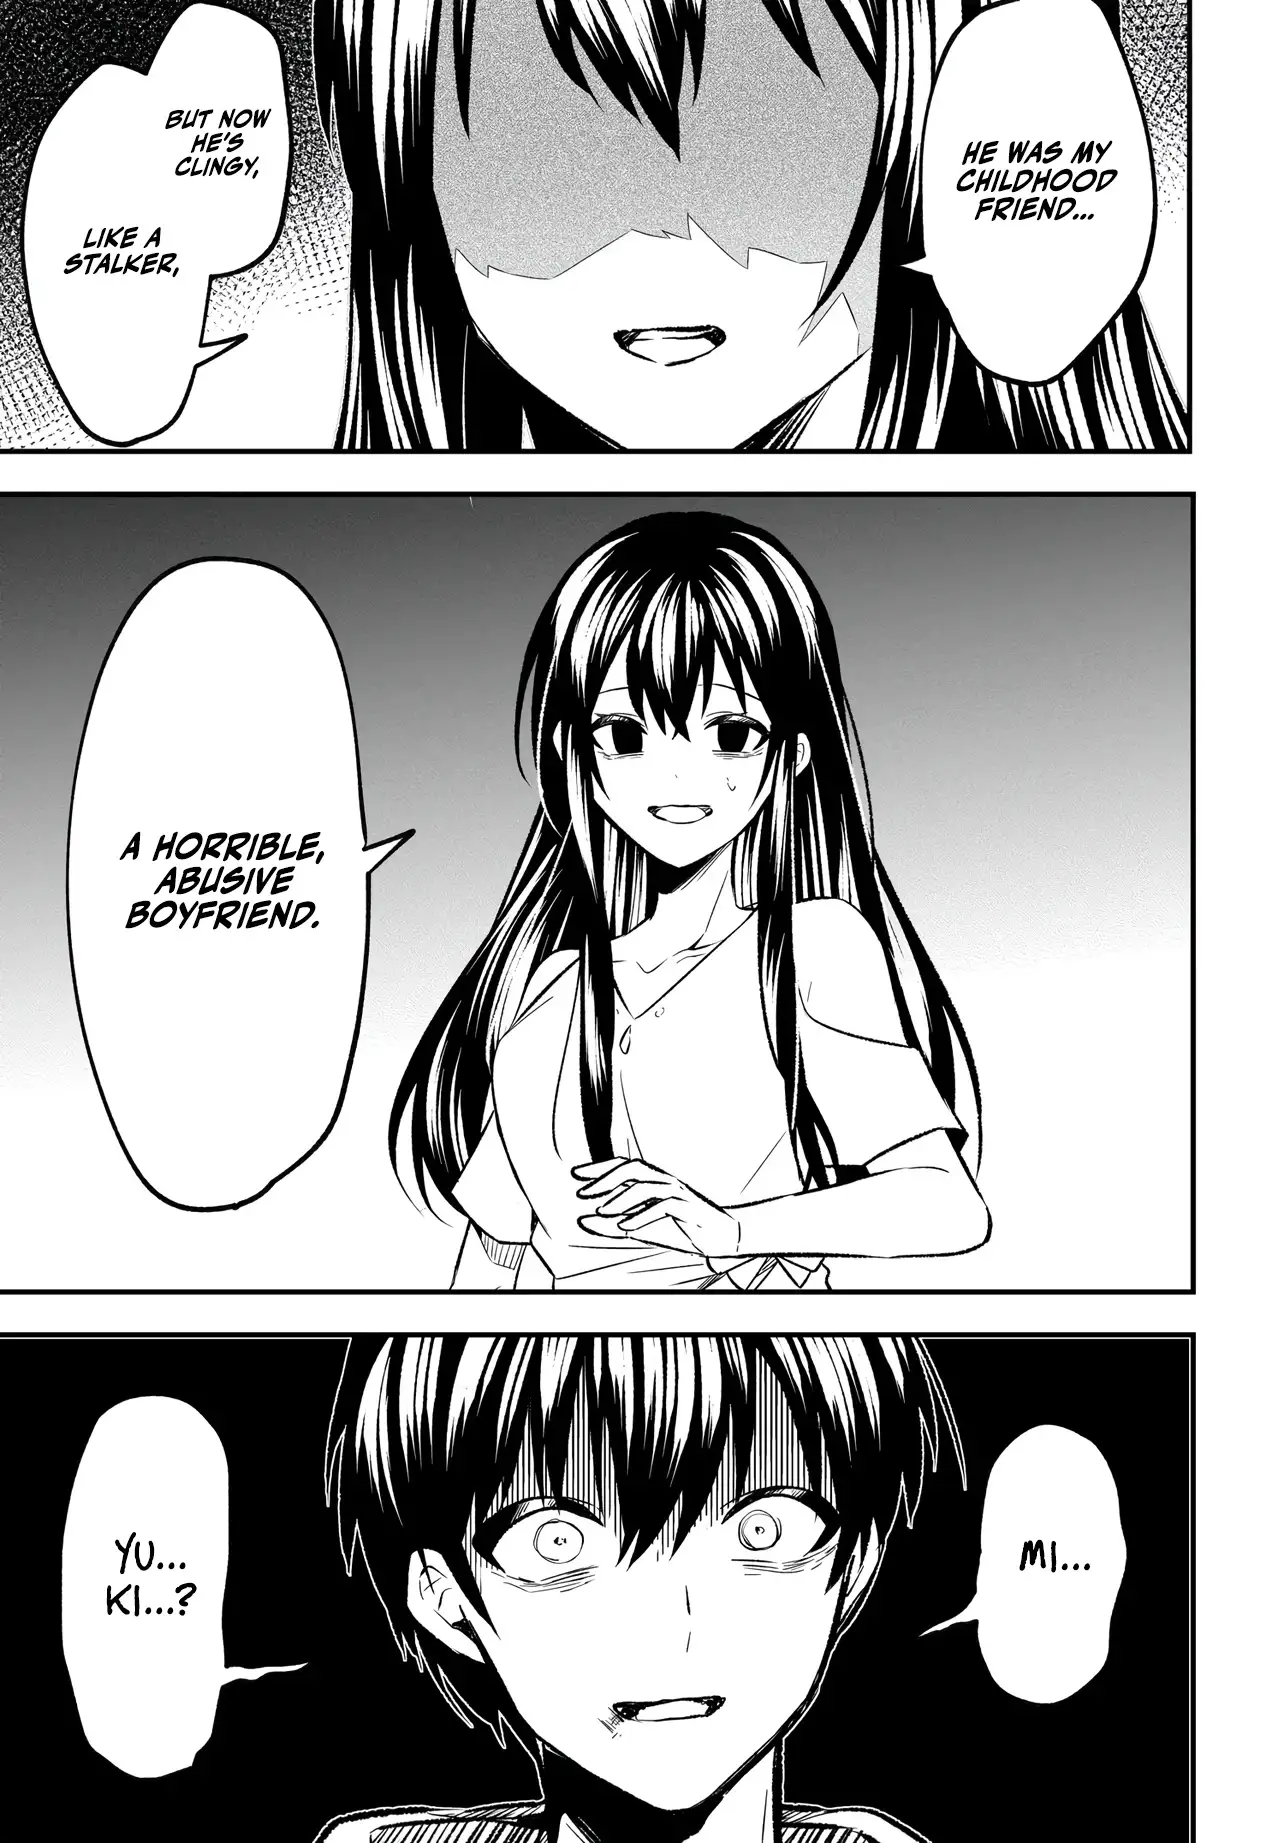 HE WAS MY
CHILDHOOD
FRIEND...
BUT NOW
HE'S
CLINGY,
LIKE A
STALKER,
A HORRIBLE,
ABUSIVE
BOYFRIEND.
MI...
YU...
KI...?